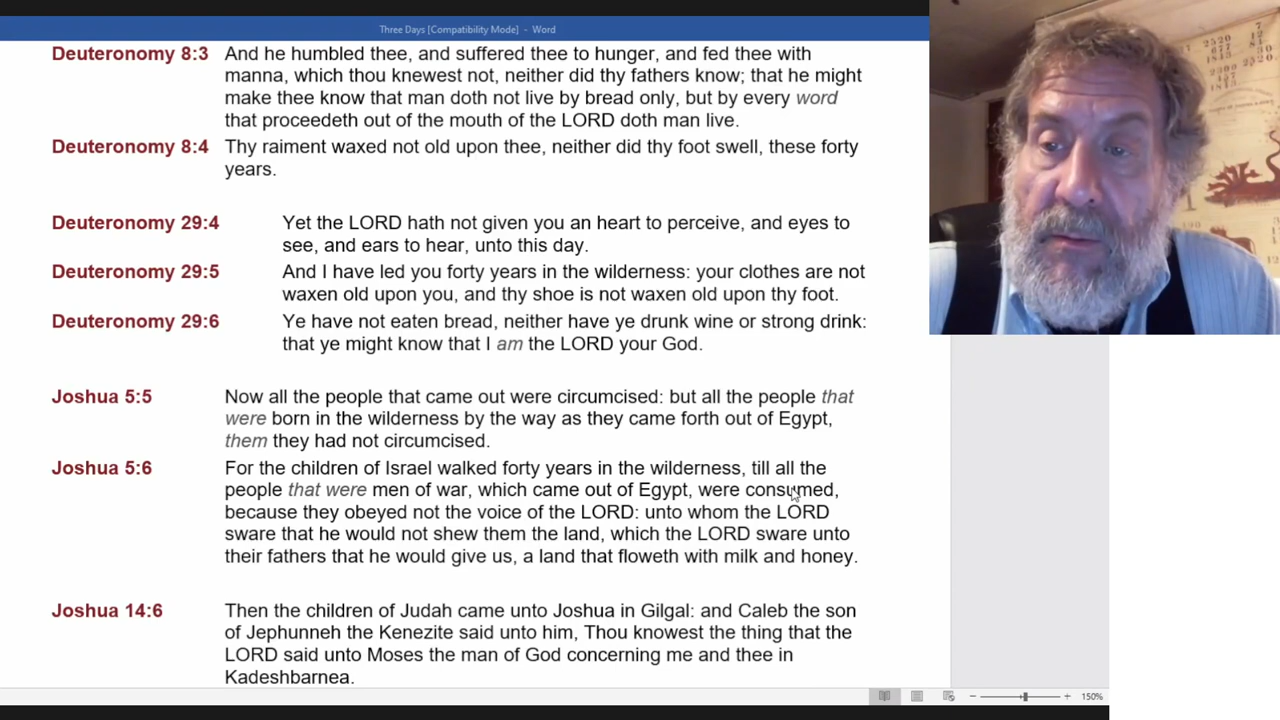 Three Days [Compatibility Mode] - Word
Deuteronomy 8:3 And he humbled thee, and suffered thee to hunger, and fed thee with
manna, which thou knewest not, neither did thy fathers know; that he might
make thee know that man doth not live by bread only, but by every word
that proceedeth out of the mouth of the LORD doth man live.
Deuteronomy 8:4 Thy raiment waxed not old upon thee, neither did thy foot swell, these forty
years.
Deuteronomy 29:4 Yet the LORD hath not given you an heart to perceive, and eyes to
see, and ears to hear, unto this day.
Deuteronomy 29:5 And I have led you forty years in the wilderness: your clothes are not
waxen old upon you, and thy shoe is not waxen old upon thy foot.
Deuteronomy 29:6 Ye have not eaten bread, neither have ye drunk wine or strong drink:
that ye might know that I am the LORD your God.
Joshua 5:5 Now all the people that came out were circumcised: but all the people that
were born in the wilderness by the way as they came forth out of Egypt,
them they had not circumcised.
Joshua 5:6 For the children of Israel walked forty years in the wilderness, till all the
people that were men of war, which came out of Egypt, were consumed,
because they obeyed not the voice of the LORD: unto whom the LORD
sware that he would not shew them the land, which the LORD sware unto
their fathers that he would give us, a land that floweth with milk and honey.
Joshua 14:6 Then the children of Judah came unto Joshua in Gilgal: and Caleb the son
of Jephunneh the Kenezite said unto him, Thou knowest the thing that the
LORD said unto Moses the man of God concerning me and thee in
Kadeshbarnea.
150%
2520
2520